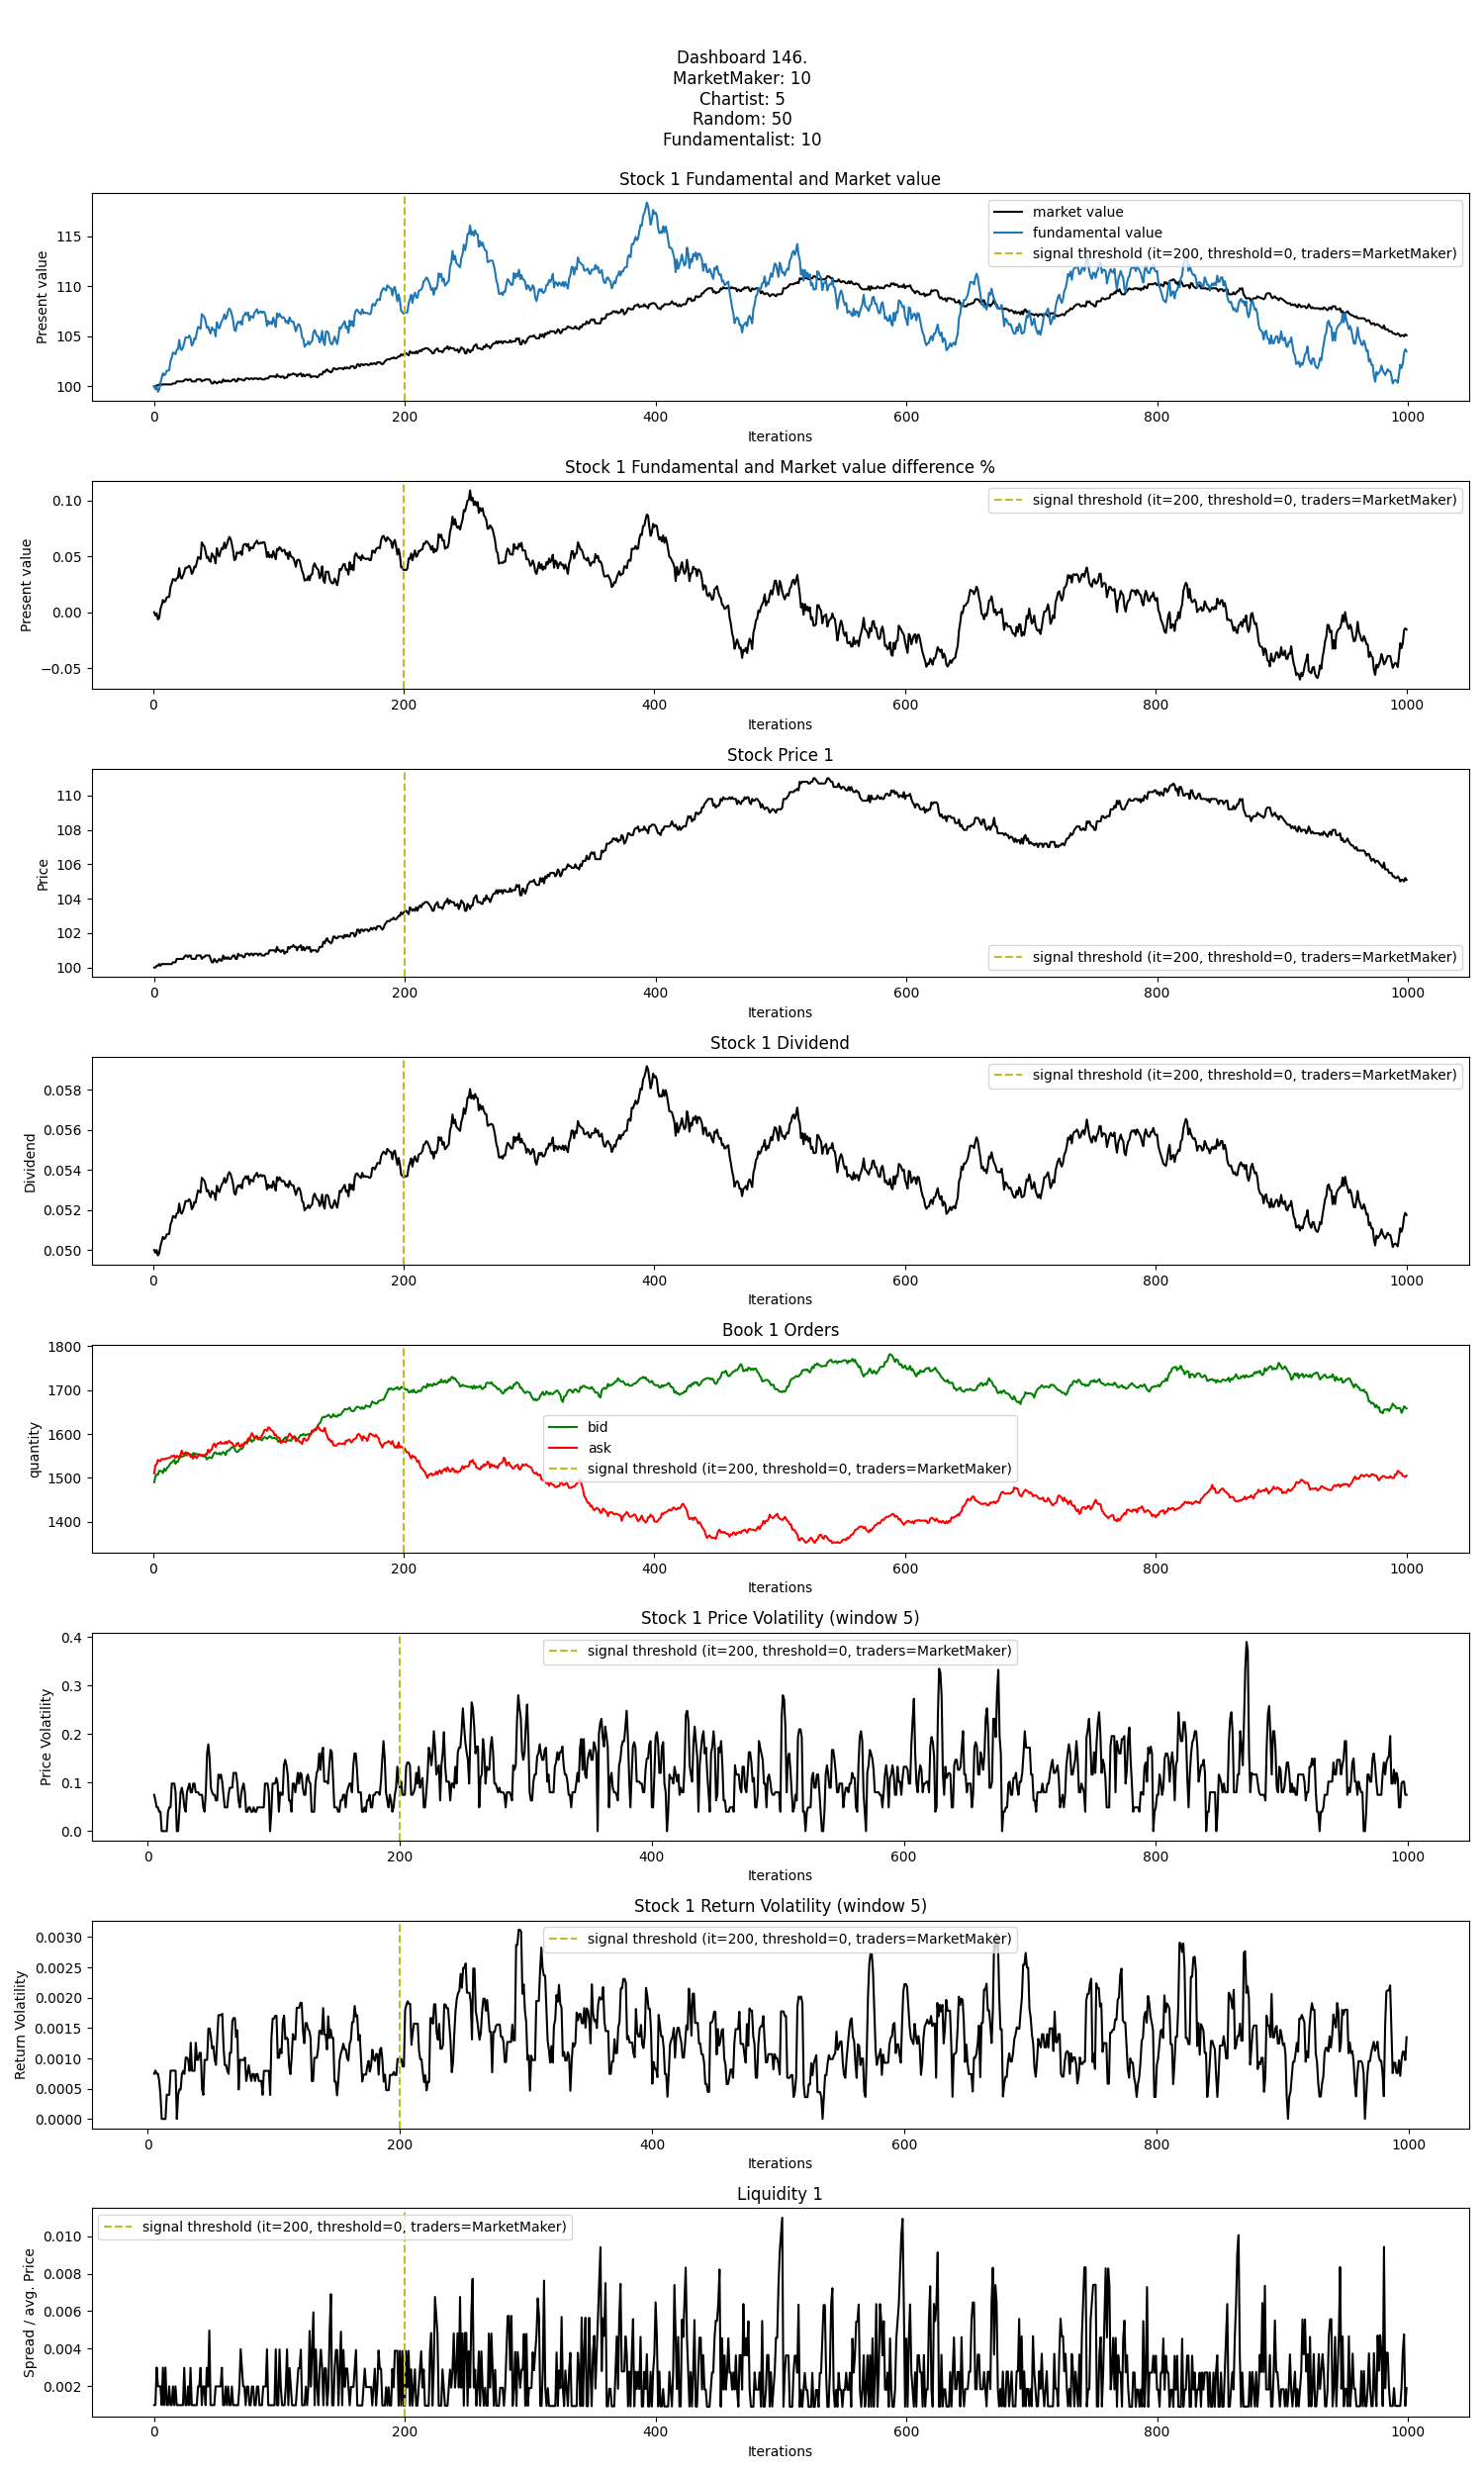 Dashboard 146.
MarketMaker: 10
Chartist: 5
Random: 50
Fundamentalist: 10
Stock 1 Fundamental and Market value
Present value
115
110
105
100
market value
fundamental value
signal threshold (it=200, threshold=0, traders=MarketMaker)
0 200 400 600 800 1000
Iterations
Stock 1 Fundamental and Market value difference %
Present value
0.10
0.05
0.00
−0.05
signal threshold (it=200, threshold=0, traders=MarketMaker)
0 200 400 600 800 1000
Iterations
Stock Price 1
Price
110
108
106
104
102
100
signal threshold (it=200, threshold=0, traders=MarketMaker)
0 200 400 600 800 1000
Iterations
Stock 1 Dividend
Dividend
0.058
0.056
0.054
0.052
0.050
signal threshold (it=200, threshold=0, traders=MarketMaker)
0 200 400 600 800 1000
Iterations
Book 1 Orders
quantity
1800
1700
1600
1500
1400
bid
ask
signal threshold (it=200, threshold=0, traders=MarketMaker)
0 200 400 600 800 1000
Iterations
Stock 1 Price Volatility (window 5)
Price Volatility
0.4
0.3
0.2
0.1
0.0
signal threshold (it=200, threshold=0, traders=MarketMaker)
0 200 400 600 800 1000
Iterations
Stock 1 Return Volatility (window 5)
Return Volatility
0.0030
0.0025
0.0020
0.0015
0.0010
0.0005
0.0000
signal threshold (it=200, threshold=0, traders=MarketMaker)
0 200 400 600 800 1000
Iterations
Liquidity 1
Spread / avg. Price
0.010
0.008
0.006
0.004
0.002
signal threshold (it=200, threshold=0, traders=MarketMaker)
0 200 400 600 800 1000
Iterations